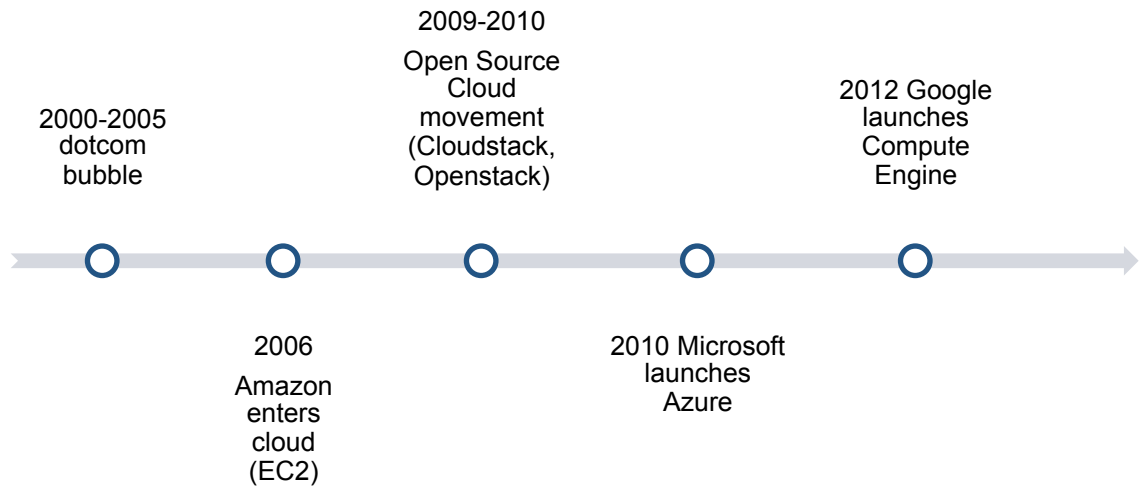 2000-2005
dotcom
bubble
2006
Amazon
enters
cloud
(EC2)
2009-2010
Open Source
Cloud
movement
(Cloudstack,
Openstack)
2010 Microsoft
launches
Azure
2012 Google
launches
Compute
Engine